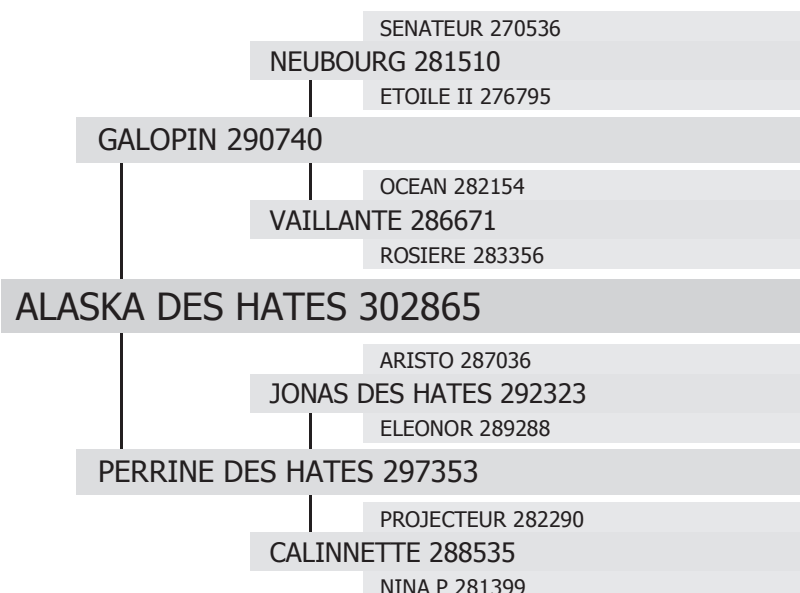 SENATEUR 270536
NEUBOURG 281510
ETOILE II 276795
GALOPIN 290740
OCEAN 282154
VAILLANTE 286671
ROSIERE 283356
ALASKA DES HATES 302865
ARISTO 287036
JONAS DES HATES 292323
ELEONOR 289288
PERRINE DES HATES 297353
PROJECTEUR 282290
CALINNETTE 288535
NINA P 281399